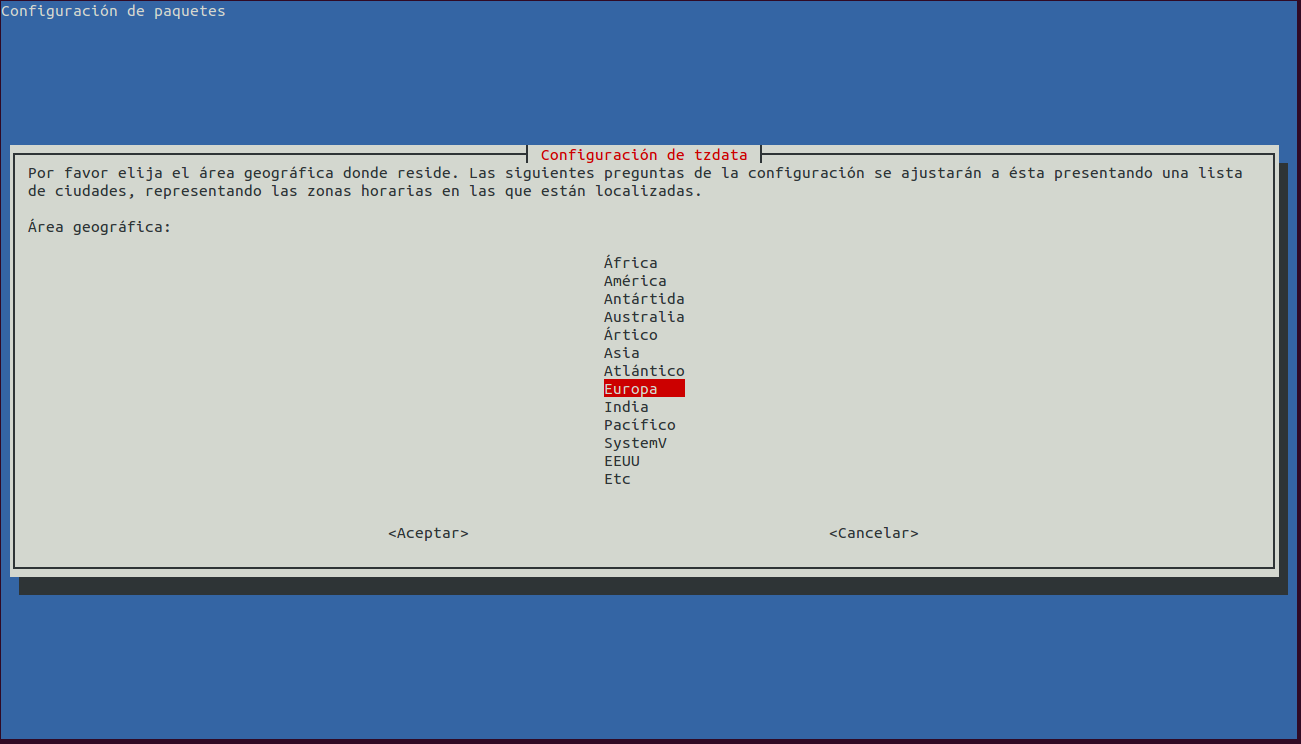 Configuración de paquetes
Configuración de tzdata
Por favor elija el área geográfica donde reside. Las siguientes preguntas de la configuración se ajustarán a ésta presentando una lista
de ciudades, representando las zonas horarias en las que están localizadas.
Área geográfica:
África
América
Antártida
Australia
Ártico
Asia
Atlántico
Europa
India
Pacífico
SystemV
EEUU
Etc
<Aceptar> <Cancelar>